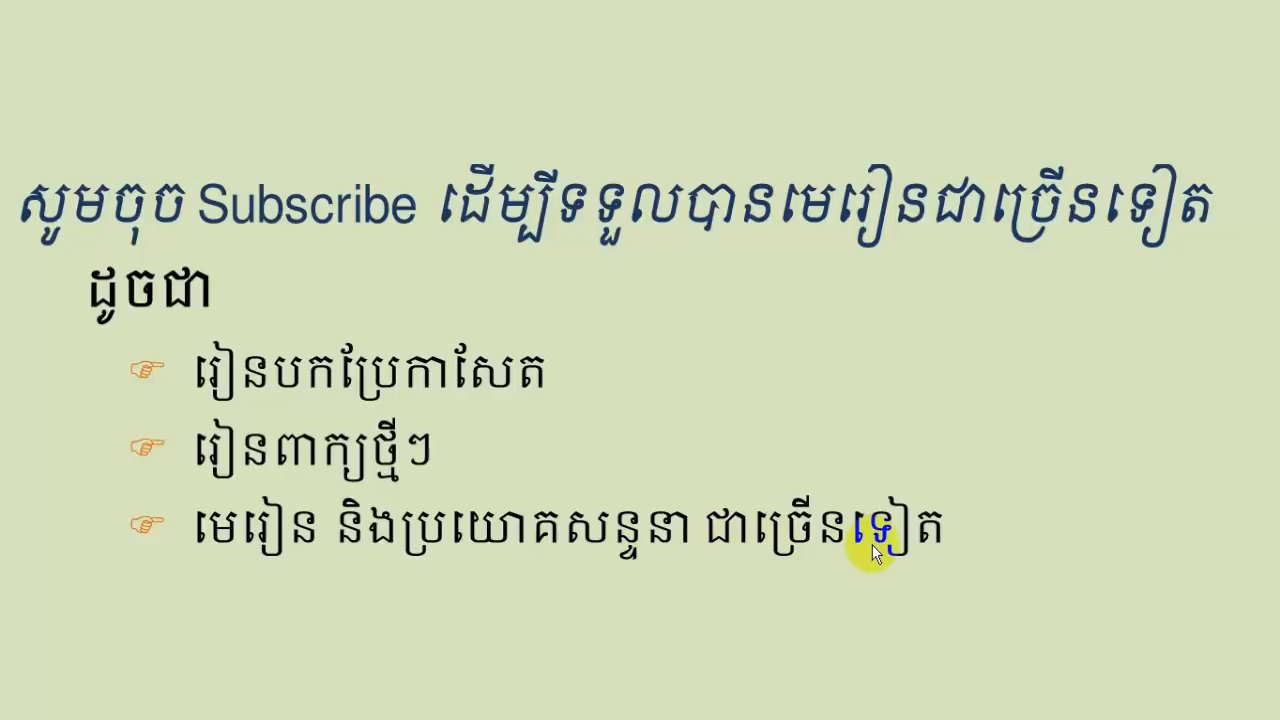 សូមចុច Subscribe ដើម្បីទទួលបានមេរៀនជាច្រើនទៀត
ដូចជា
រៀនបកប្រែកាសែត
រៀនពាក្យថ្មីៗ
មេរៀន និងប្រយោគសន្ទនា ជាច្រើនទៀត